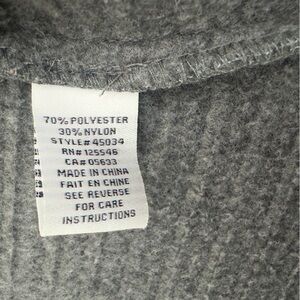 70% POLYESTER
30% NYLON
STYLE# 45034
RN# 125546
CA# 05633
MADE IN CHINA
FAIT EN CHINE
SEE REVERSE
FOR CARE
INSTRUCTIONS